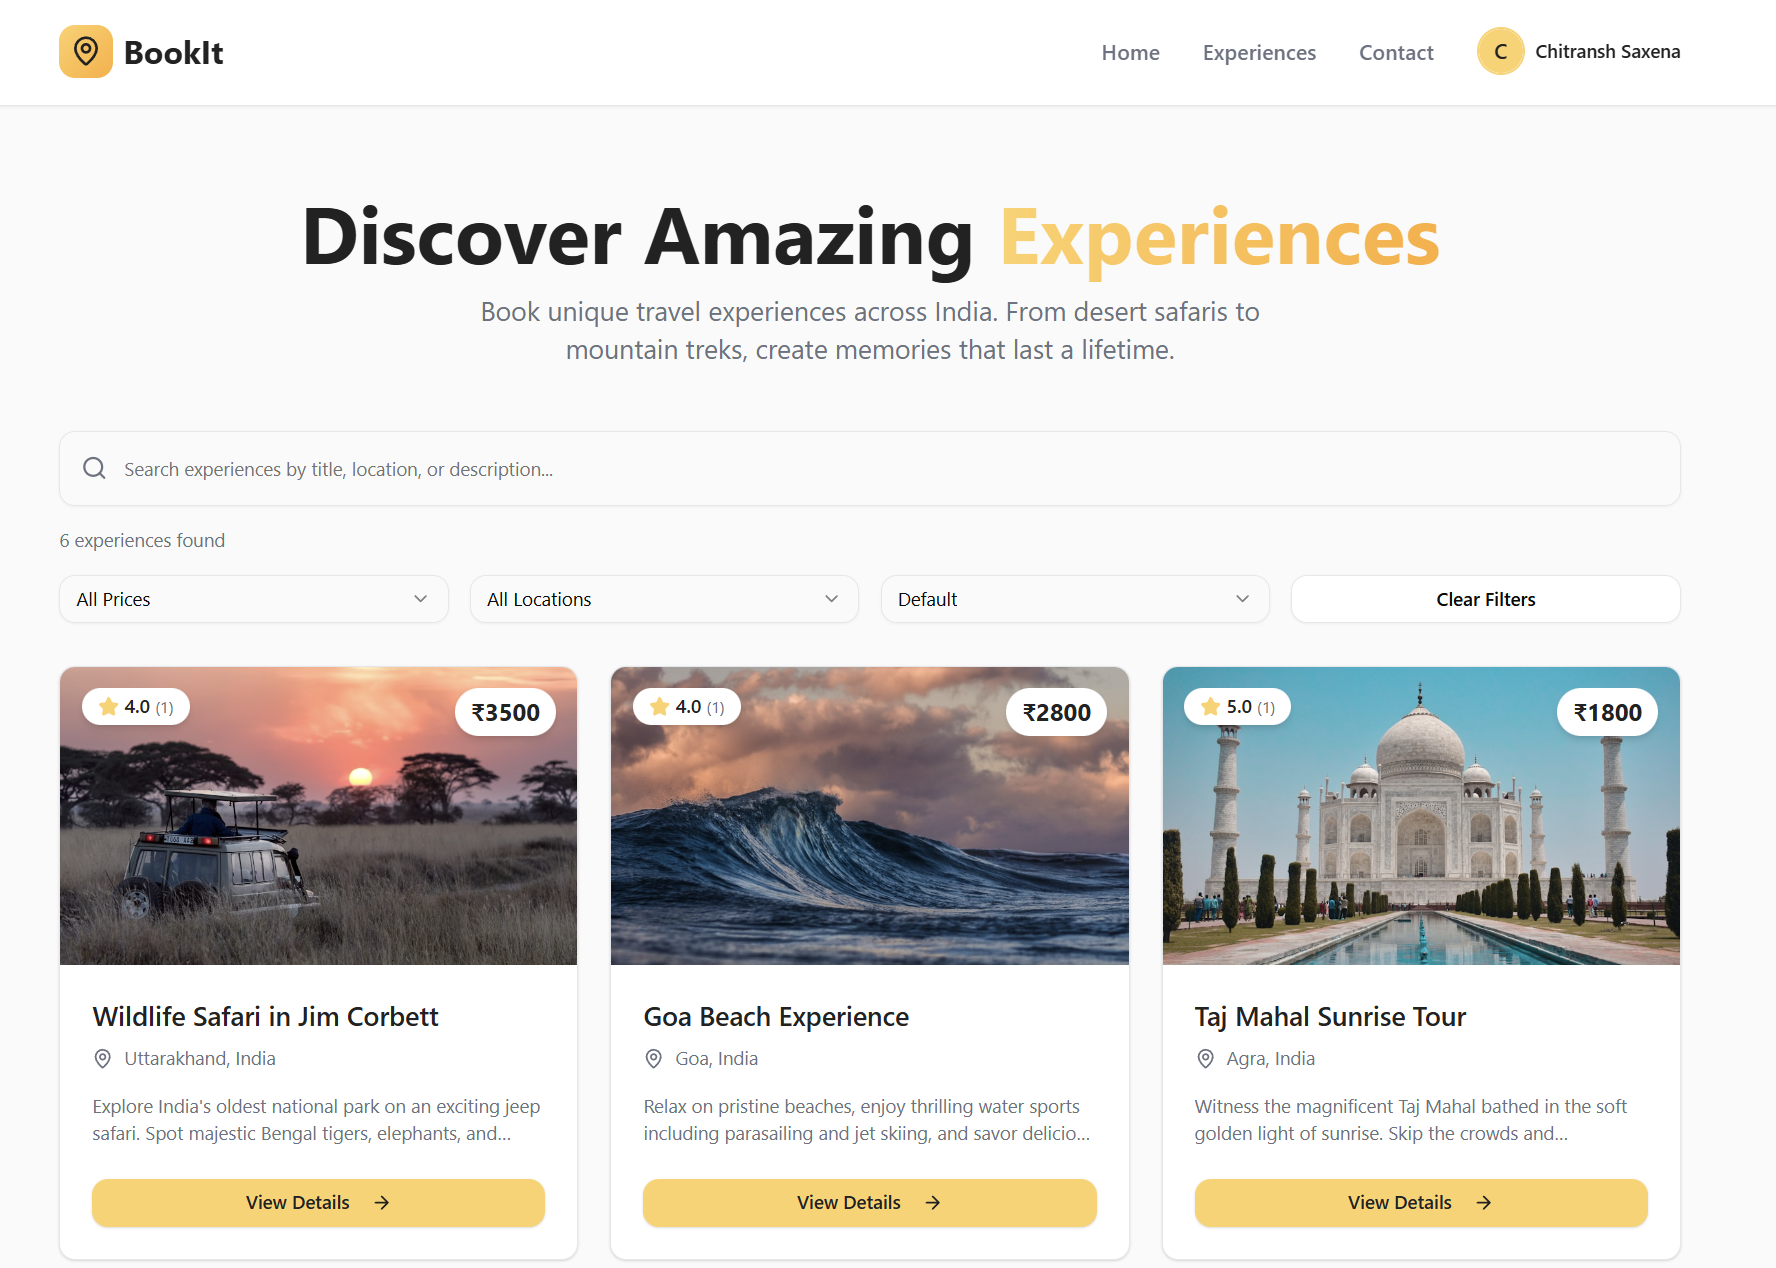 BookIt
Home
Experiences
Contact
C
Chitransh Saxena
Discover Amazing Experiences
Book unique travel experiences across India. From desert safaris to
mountain treks, create memories that last a lifetime.
Search experiences by title, location, or description...
6 experiences found
All Prices
All Locations
Default
Clear Filters
4.0 (1)
₹3500
4.0 (1)
₹2800
5.0 (1)
₹1800
Wildlife Safari in Jim Corbett
Uttarakhand, India
Explore India's oldest national park on an exciting jeep
safari. Spot majestic Bengal tigers, elephants, and...
View Details
Goa Beach Experience
Goa, India
Relax on pristine beaches, enjoy thrilling water sports
including parasailing and jet skiing, and savor delicio...
View Details
Taj Mahal Sunrise Tour
Agra, India
Witness the magnificent Taj Mahal bathed in the soft
golden light of sunrise. Skip the crowds and...
View Details